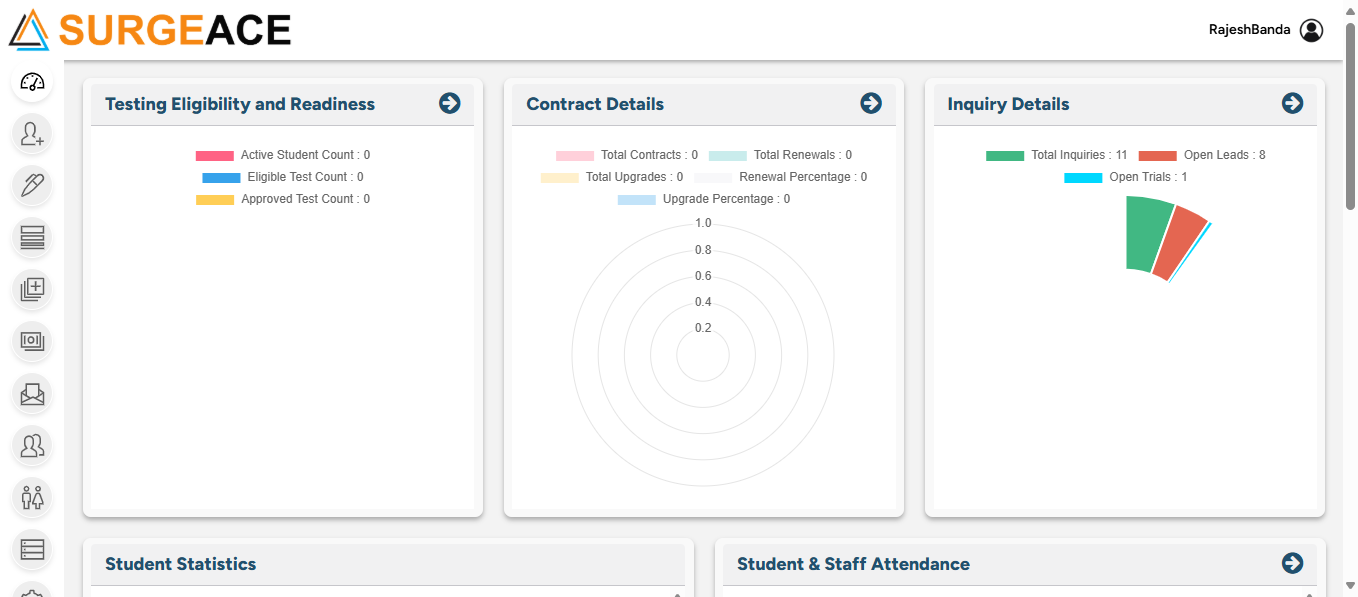 SURGEACE
RajeshBanda
Testing Eligibility and Readiness
Active Student Count : 0
Eligible Test Count : 0
Approved Test Count : 0
Contract Details
Total Contracts : 0 Total Renewals : 0
Total Upgrades : 0 Renewal Percentage : 0
Upgrade Percentage : 0
1.0
0.8
0.6
0.4
0.2
Inquiry Details
Total Inquiries : 11 Open Leads : 8
Open Trials : 1
Student Statistics
Student & Staff Attendance